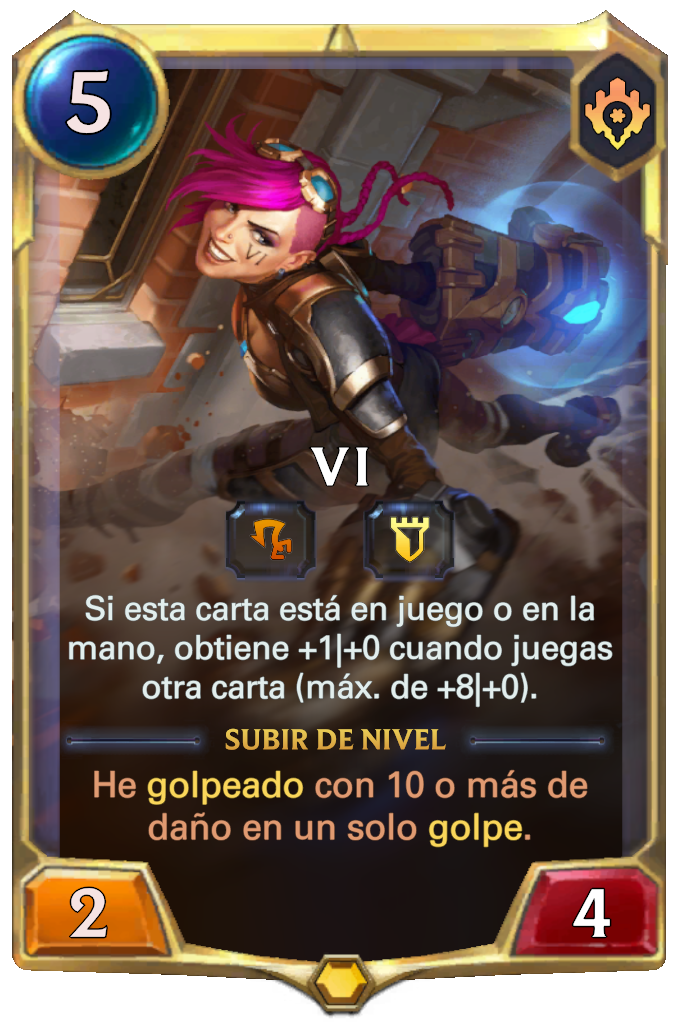 5
VI
VI
Si esta carta está en juego o en la
mano, obtiene +1|+0 cuando juegas
otra carta (máx. de +8|+0).
SUBIR DE NIVEL
He golpeado con 10 o más de
daño en un solo golpe.
2
4